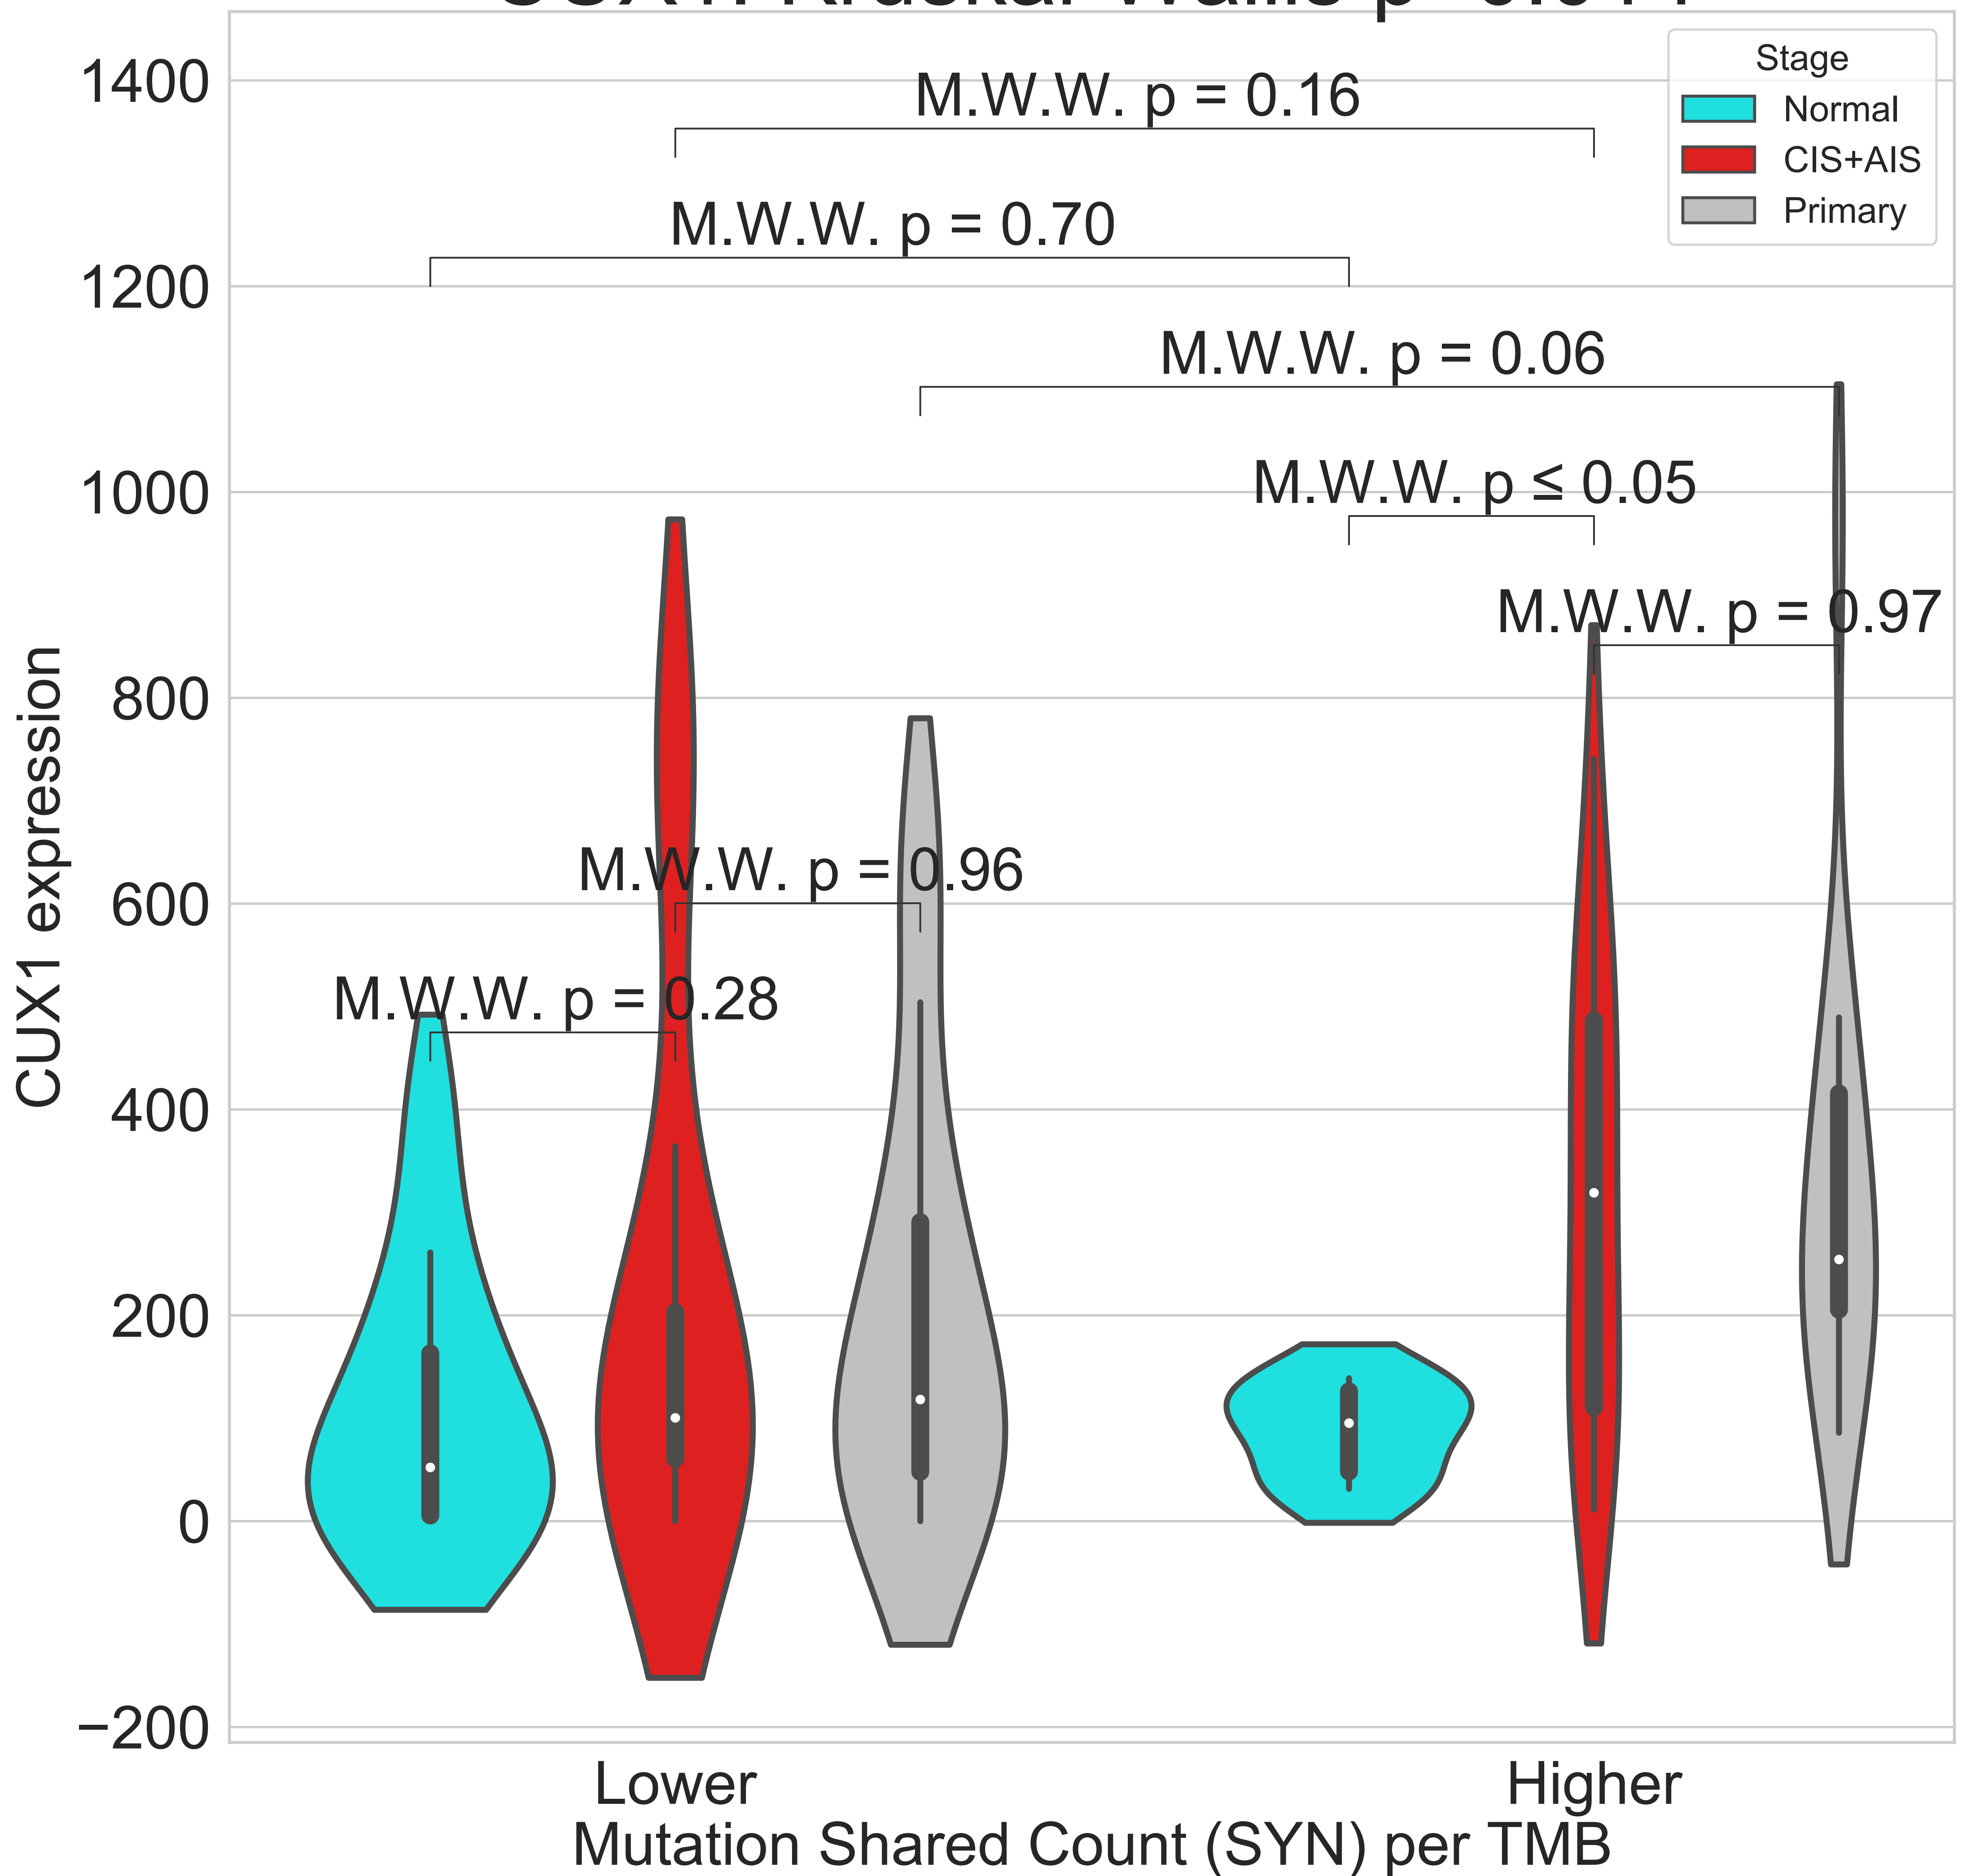 1400
1200
1000
800
600
400
200
0
−200
CUX1 expression
M.W.W. p = 0.16
M.W.W. p = 0.70
M.W.W. p = 0.06
M.W.W. p ≤ 0.05
M.W.W. p = 0.97
M.W.W. p = 0.96
M.W.W. p = 0.28
Stage
Normal
CIS+AIS
Primary
Lower
Higher
Mutation Shared Count (SYN) per TMB